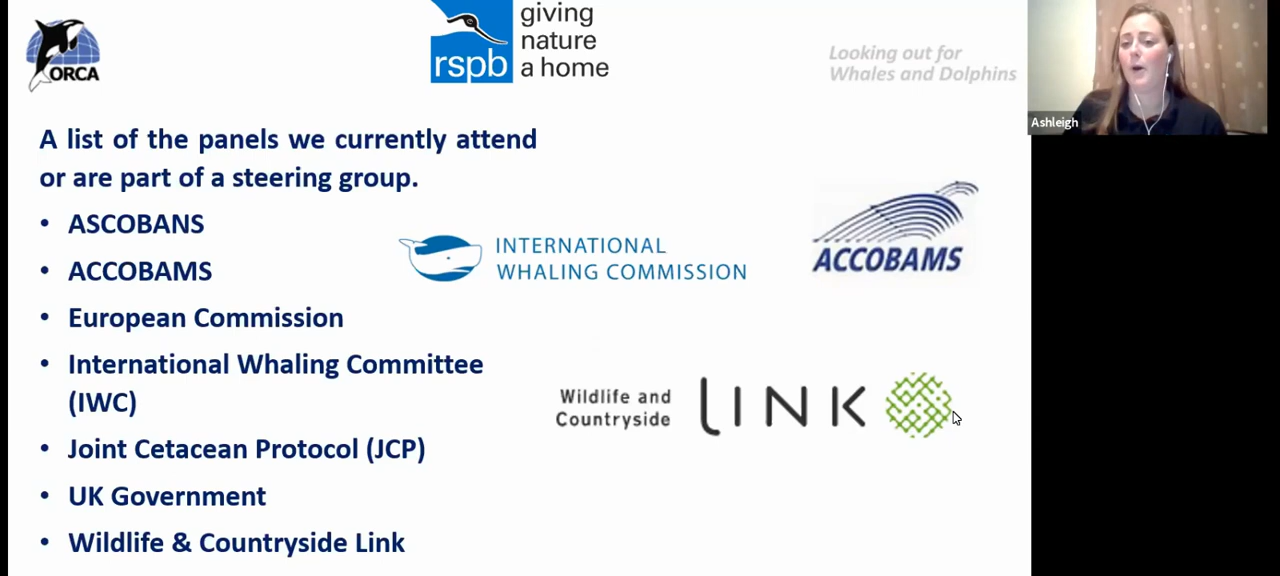 giving
nature
a home
rspb
ORCA
Looking out for
Whales and Dolphins
Ashleigh
A list of the panels we currently attend
or are part of a steering group.
• ASCOBANS
• ACCOBAMS
• European Commission
• International Whaling Committee
(IWC)
• Joint Cetacean Protocol (JCP)
• UK Government
• Wildlife & Countryside Link
INTERNATIONAL
WHALING COMMISSION
ACCOBAMS
Wildlife and
Countryside
LINK